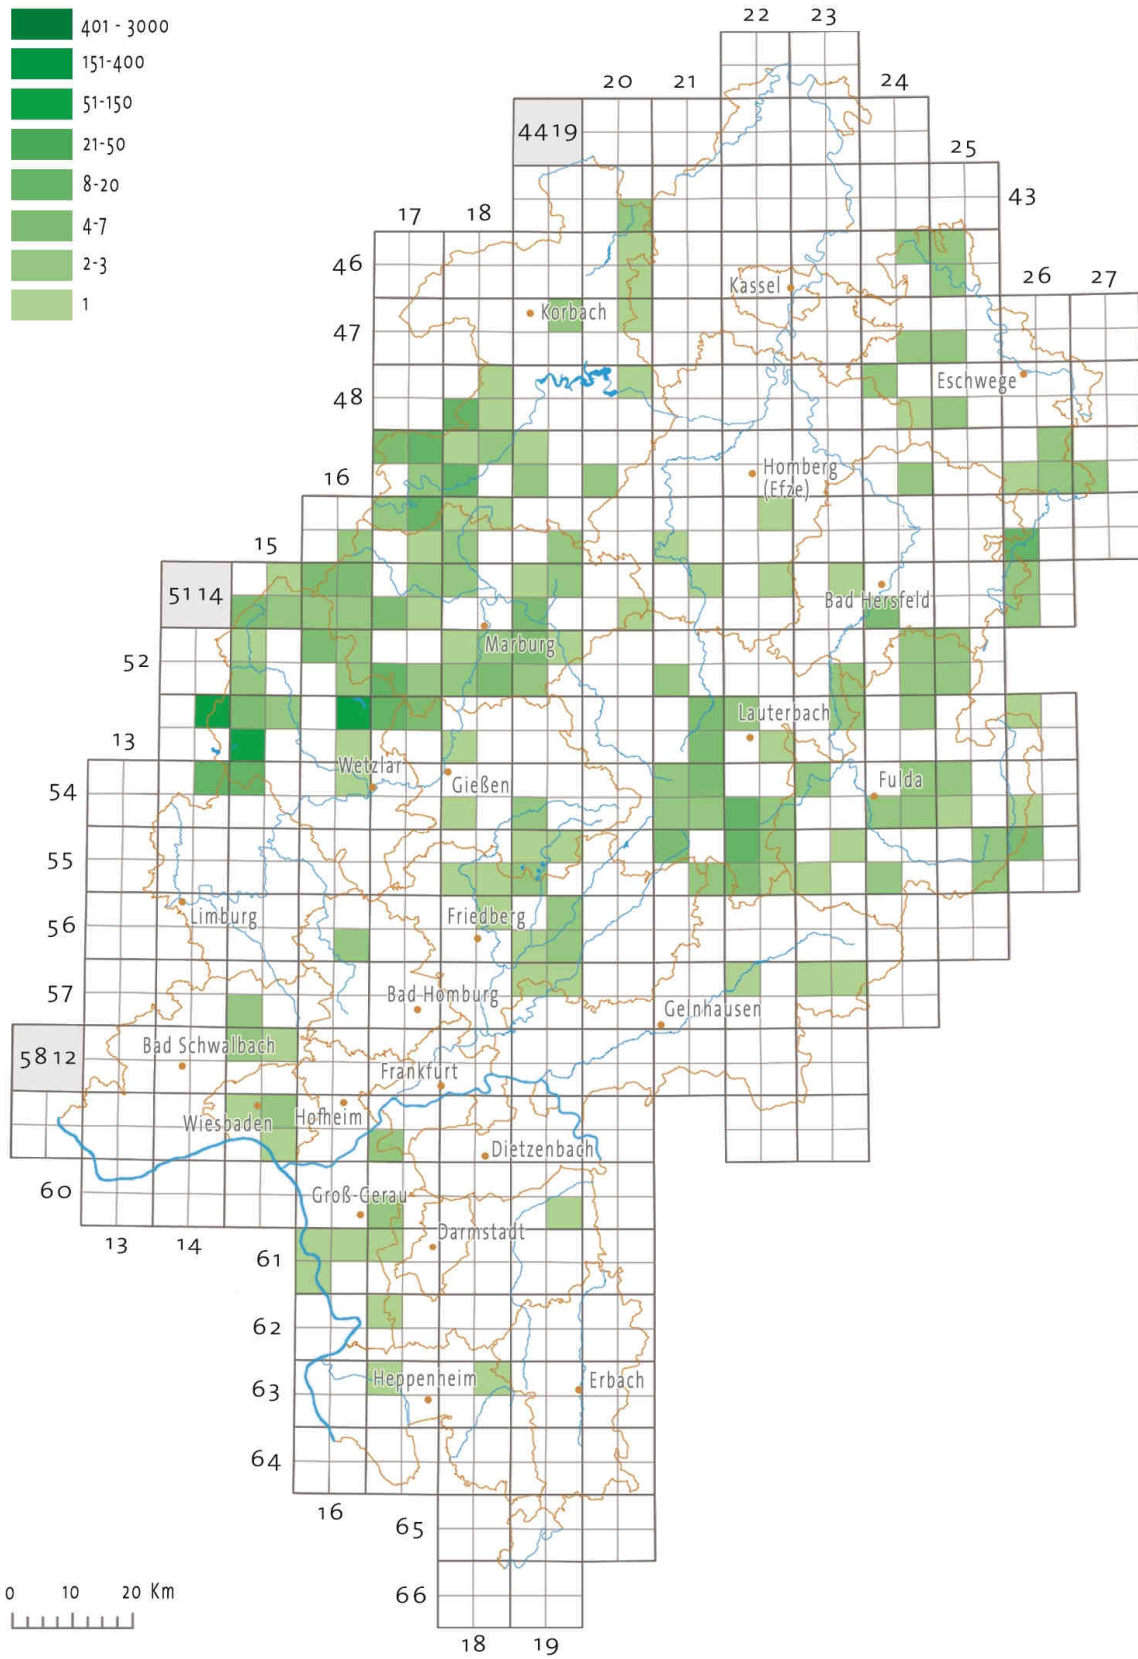 401 - 3000
151-400
51-150
21-50
8-20
4-7
2-3
1
22
23
20
21
24
4419
25
43
17
18
46
Kassel
26
27
Korbach
47
Eschwege
48
16
Homberg
(Efze)
15
5114
Bad Hersfeld
Marburg
52
Lauterbach
13
Wetzlar
Gießen
Fulda
54
55
Limburg
Friedberg
56
57
Bad Homburg
Gelnhausen
5812
Bad Schwalbach
Frankfurt
Wiesbaden
Hofheim
Dietzenbach
60
Groß-Gerau
Darmstadt
13
14
61
62
Heppenheim
Erbach
63
64
16
65
0 10 20 Km
66
18
19